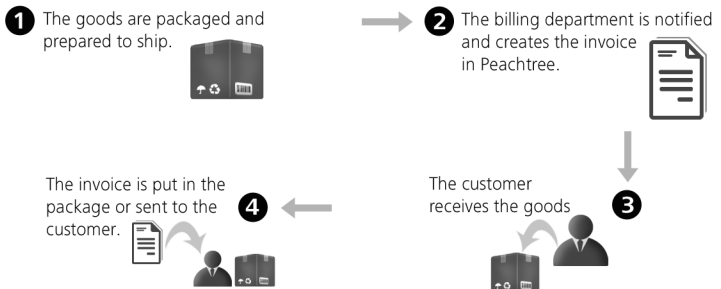 1 The goods are packaged and
prepared to ship.
2 The billing department is notified
and creates the invoice
in Peachtree.
The customer
receives the goods 3
The invoice is put in the
package or sent to the 4
customer.